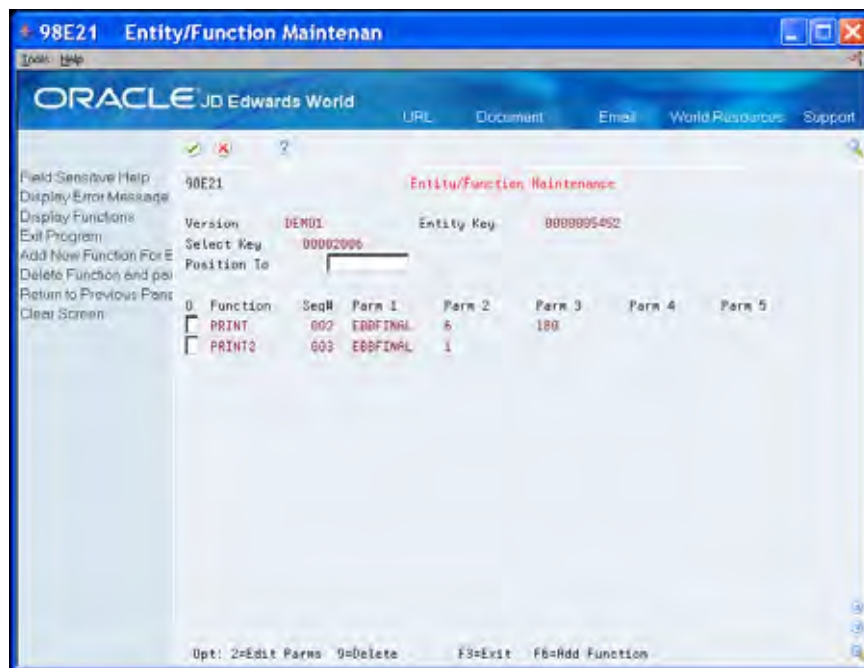 98E21 Entity/Function Maintenan
Tools Help
ORACLE JD Edwards World
URL Document Email World Resources Support
Field Sensitive Help
Display Error Message
Display Functions
Exit Program
Add New Function For E
Delete Function and par
Return to Previous Pane
Clear Screen
98E21 Entity/Function Maintenance
Version DEMO1 Entity Key 0000095452
Select Key 00002006
Position To
O Function Seq# Parm 1 Parm 2 Parm 3 Parm 4 Parm 5
PRINT 002 EBBFINAL 6 180
PRINT2 003 EBBFINAL 1
Opt: 2=Edit Parms 9=Delete F3=Exit F6=Add Function